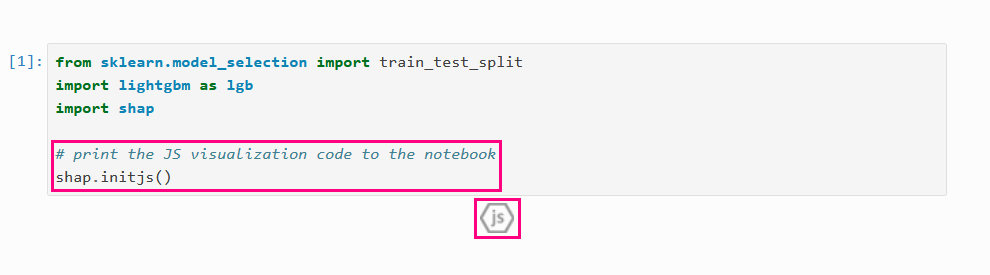 [1]: from sklearn.model_selection import train_test_split
import lightgbm as lgb
import shap
# print the JS visualization code to the notebook
shap.initjs()
js